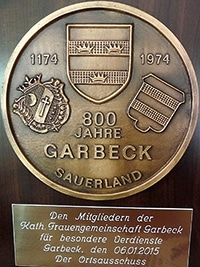 1174 1974
800
JAHRE
GARBECK
SAUERLAND
Den Mitgliedern der
Kath. Frauengemeinschaft Garbeck
für besondere Verdienste
Garbeck, den 06.01.2015
Der Ortsausschuss